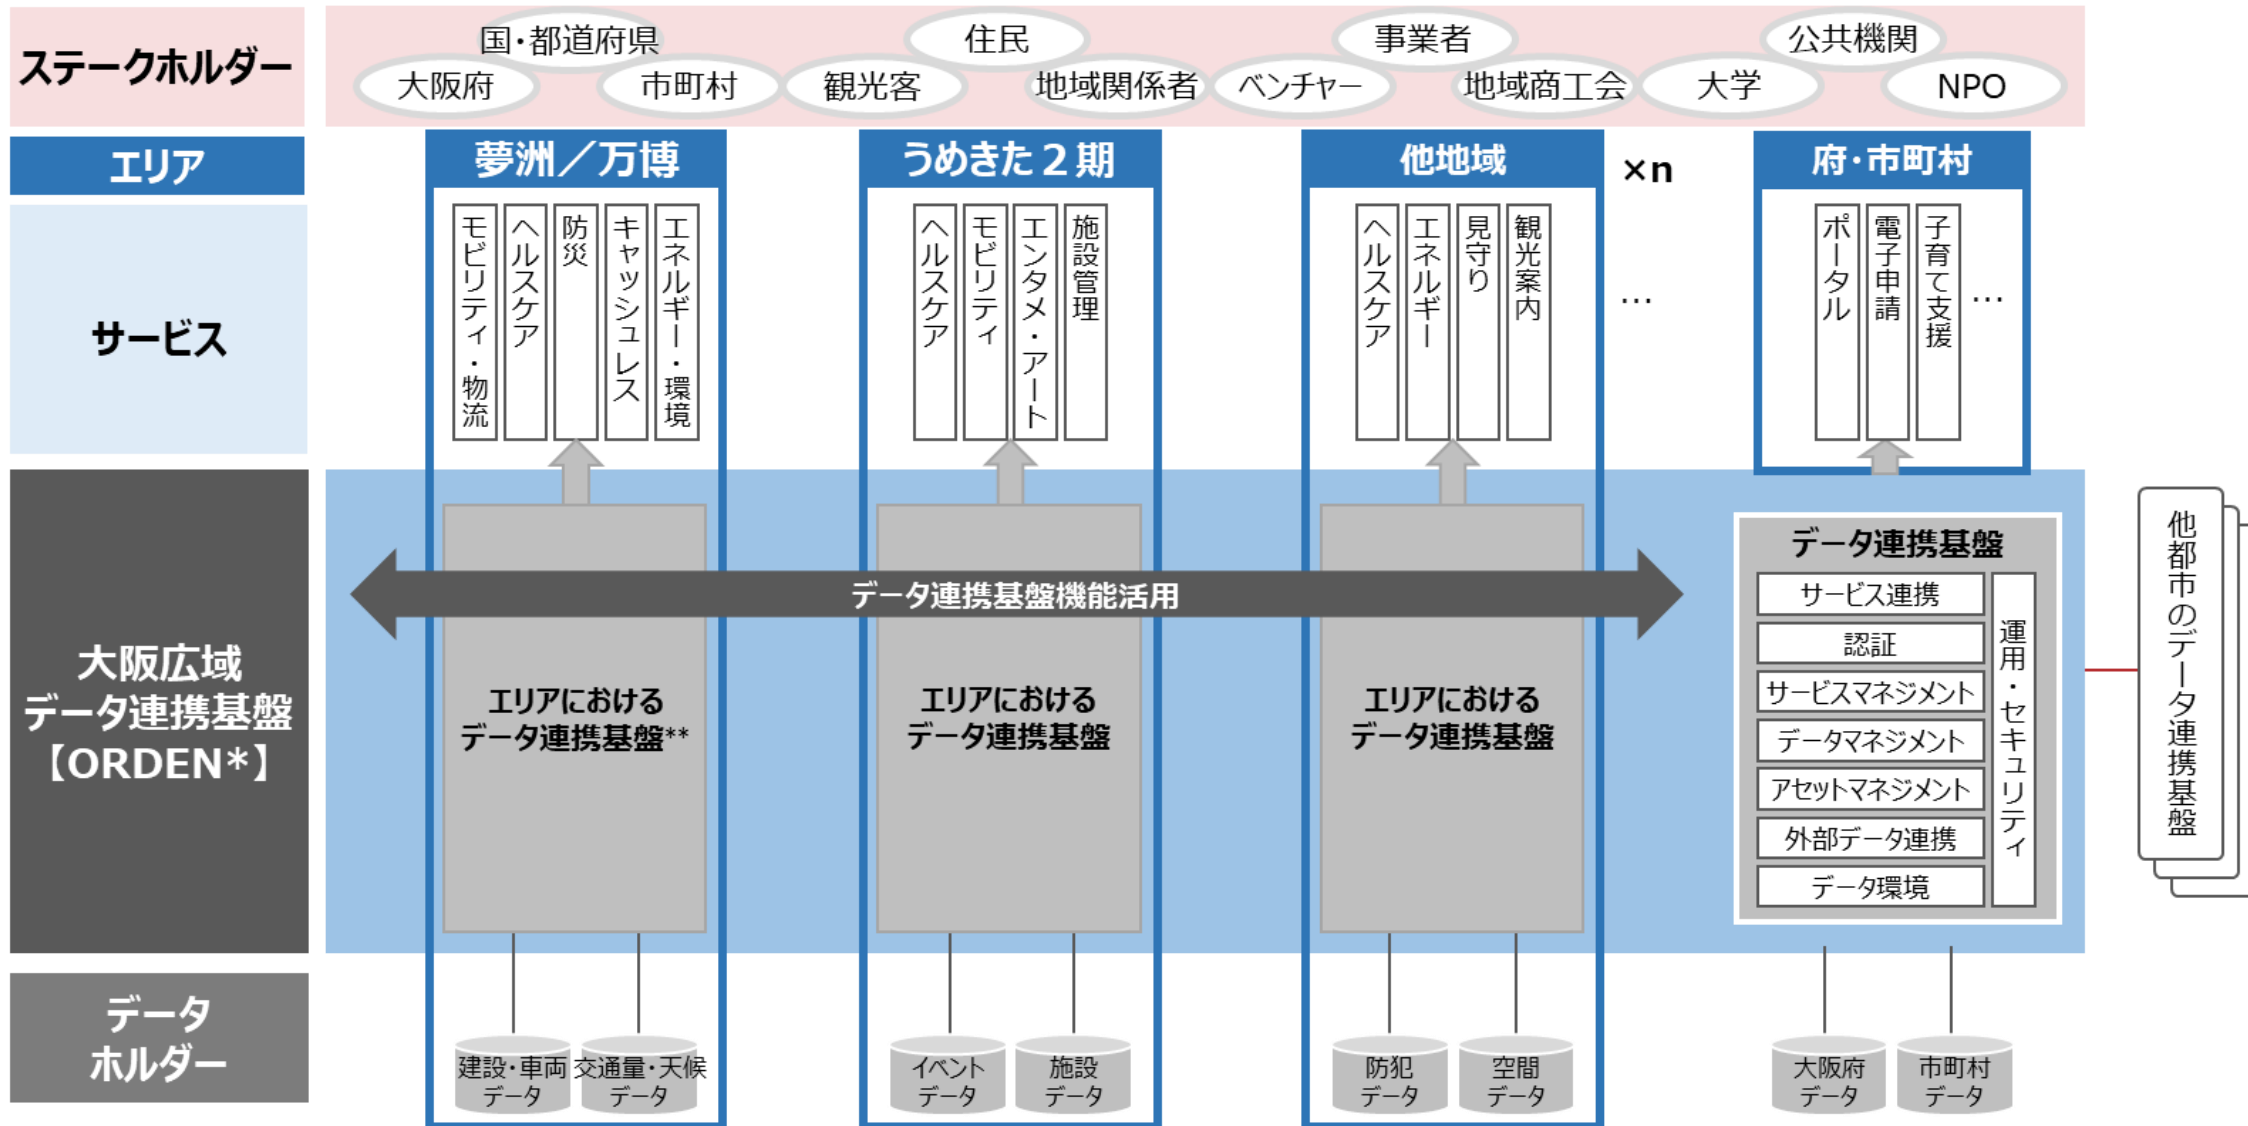 ステークホルダー
国・都道府県
大阪府
市町村
住民
観光客
地域関係者
事業者
ベンチャー
地域商工会
公共機関
大学
NPO
エリア
夢洲／万博
うめきた２期
他地域
×n
府・市町村
サービス
モビリティ・物流
ヘルスケア
防災
キャッシュレス
エネルギー・環境
ヘルスケア
モビリティ
エンタメ・アート
施設管理
ヘルスケア
エネルギー
見守り
観光案内
…
ポータル
電子申請
子育て支援
…
大阪広域
データ連携基盤
【ORDEN*】
データ連携基盤機能活用
エリアにおける
データ連携基盤**
エリアにおける
データ連携基盤
エリアにおける
データ連携基盤
データ連携基盤
サービス連携
認証
サービスマネジメント
データマネジメント
アセットマネジメント
外部データ連携
データ環境
運用・セキュリティ
他都市のデータ連携基盤
データ
ホルダー
建設・車両
データ
交通量・天候
データ
イベント
データ
施設
データ
防犯
データ
空間
データ
大阪府
データ
市町村
データ